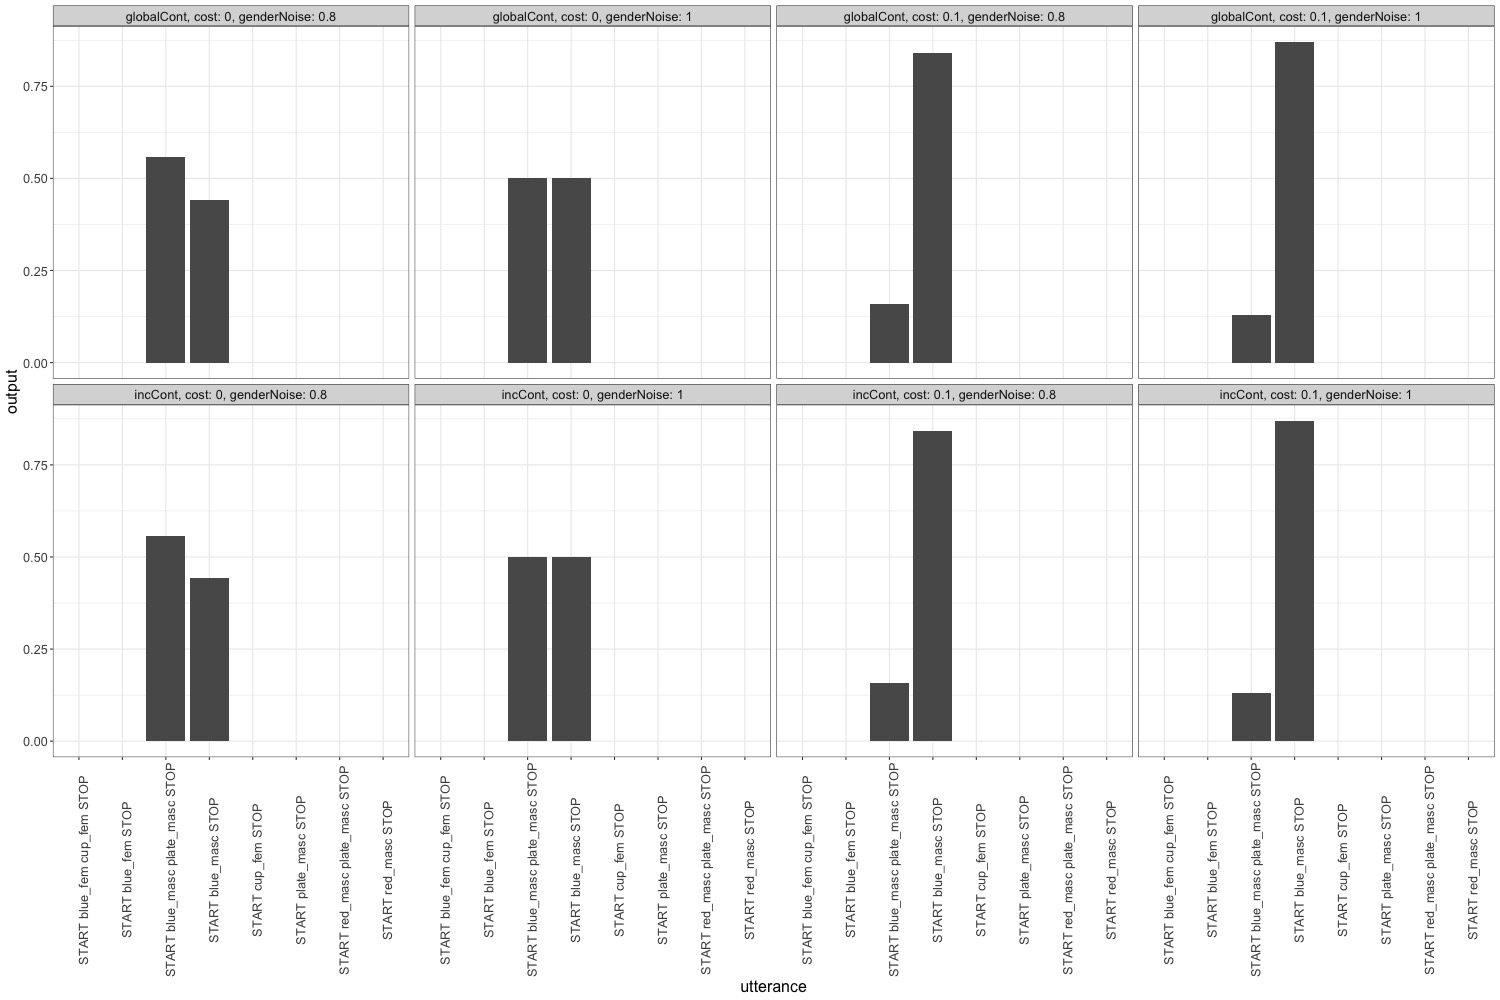 globalCont, cost: 0, genderNoise: 0.8
globalCont, cost: 0, genderNoise: 1
globalCont, cost: 0.1, genderNoise: 0.8
globalCont, cost: 0.1, genderNoise: 1
0.75
0.50
0.25
0.00
output
incCont, cost: 0, genderNoise: 0.8
incCont, cost: 0, genderNoise: 1
incCont, cost: 0.1, genderNoise: 0.8
incCont, cost: 0.1, genderNoise: 1
0.75
0.50
0.25
0.00
START blue_fem cup_fem STOP
START blue_fem STOP
START blue_masc plate_masc STOP
START blue_masc STOP
START cup_fem STOP
START plate_masc STOP
START red_masc plate_masc STOP
START red_masc STOP
START blue_fem cup_fem STOP
START blue_fem STOP
START blue_masc plate_masc STOP
START blue_masc STOP
START cup_fem STOP
START plate_masc STOP
START red_masc plate_masc STOP
START red_masc STOP
START blue_fem cup_fem STOP
START blue_fem STOP
START blue_masc plate_masc STOP
START blue_masc STOP
START cup_fem STOP
START plate_masc STOP
START red_masc plate_masc STOP
START red_masc STOP
START blue_fem cup_fem STOP
START blue_fem STOP
START blue_masc plate_masc STOP
START blue_masc STOP
START cup_fem STOP
START plate_masc STOP
START red_masc plate_masc STOP
START red_masc STOP
utterance